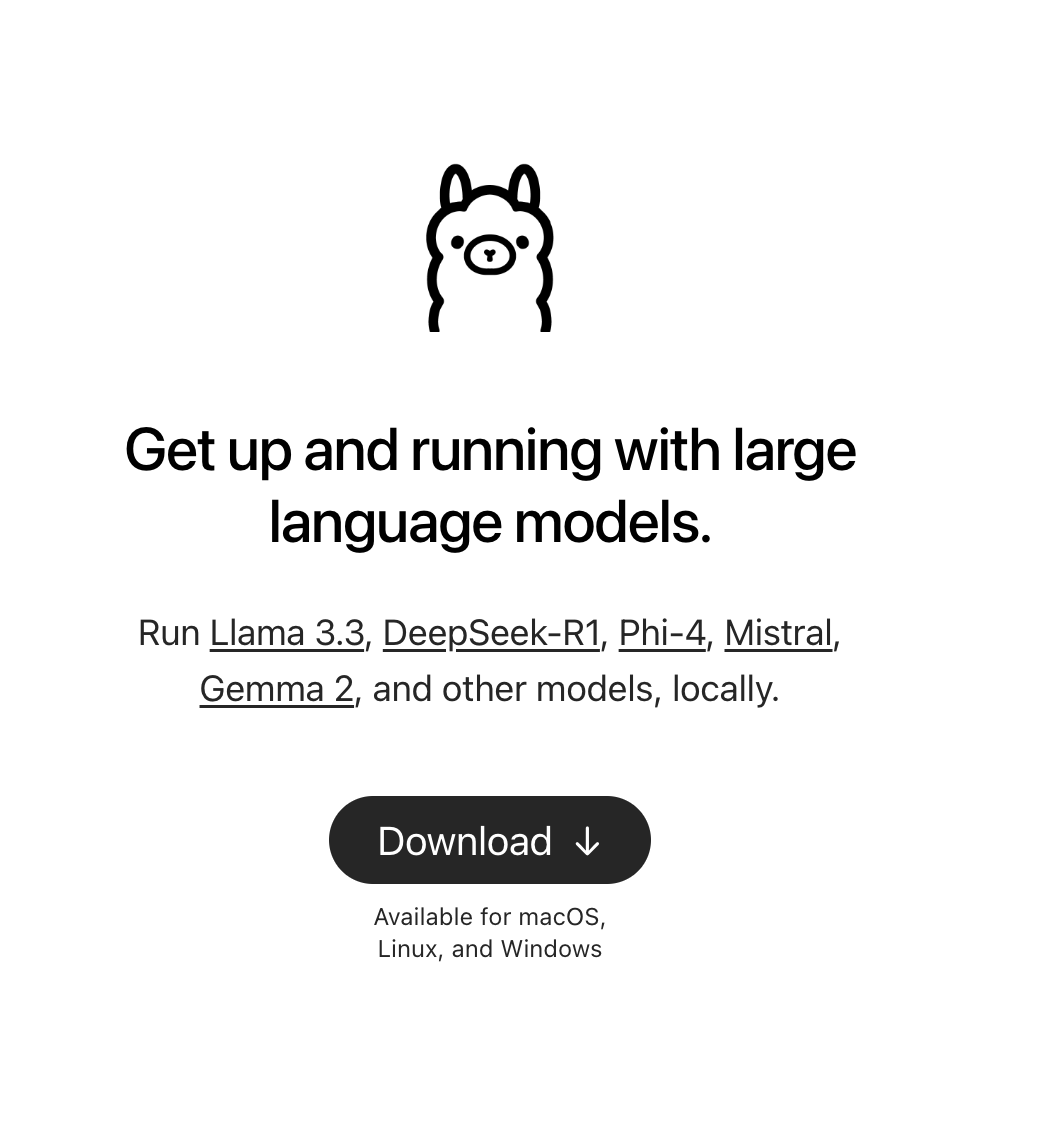 Get up and running with large
language models.
Run Llama 3.3, DeepSeek-R1, Phi-4, Mistral,
Gemma 2, and other models, locally.
Download ↓
Available for macOS,
Linux, and Windows